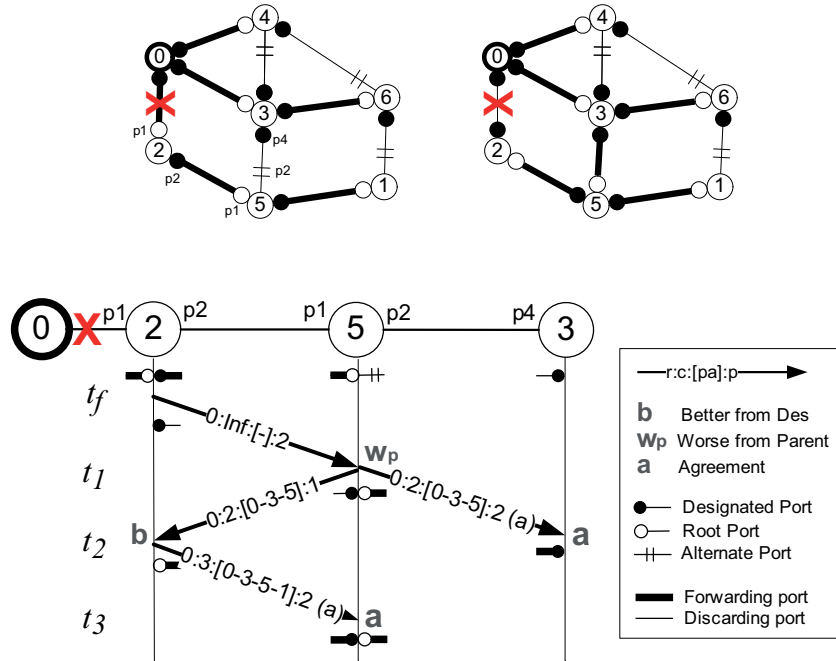 4
4
0
0
6
6
3
3
p1
p4
2
2
p2
p2
1
1
p1
5
5
0
p1
2
p2
p1
5
p2
p4
3
r:c:[pa]:p
b Better from Des
wp Worse from Parent
a Agreement
Designated Port
Root Port
Alternate Port
Forwarding port
Discarding port
tf
0:Inf:[-]:2
wp
t1
0:2:[0-3-5]:1
0:2:[0-3-5]:2 (a)
b
a
t2
0:3:[0-3-5-1]:2 (a)
a
t3